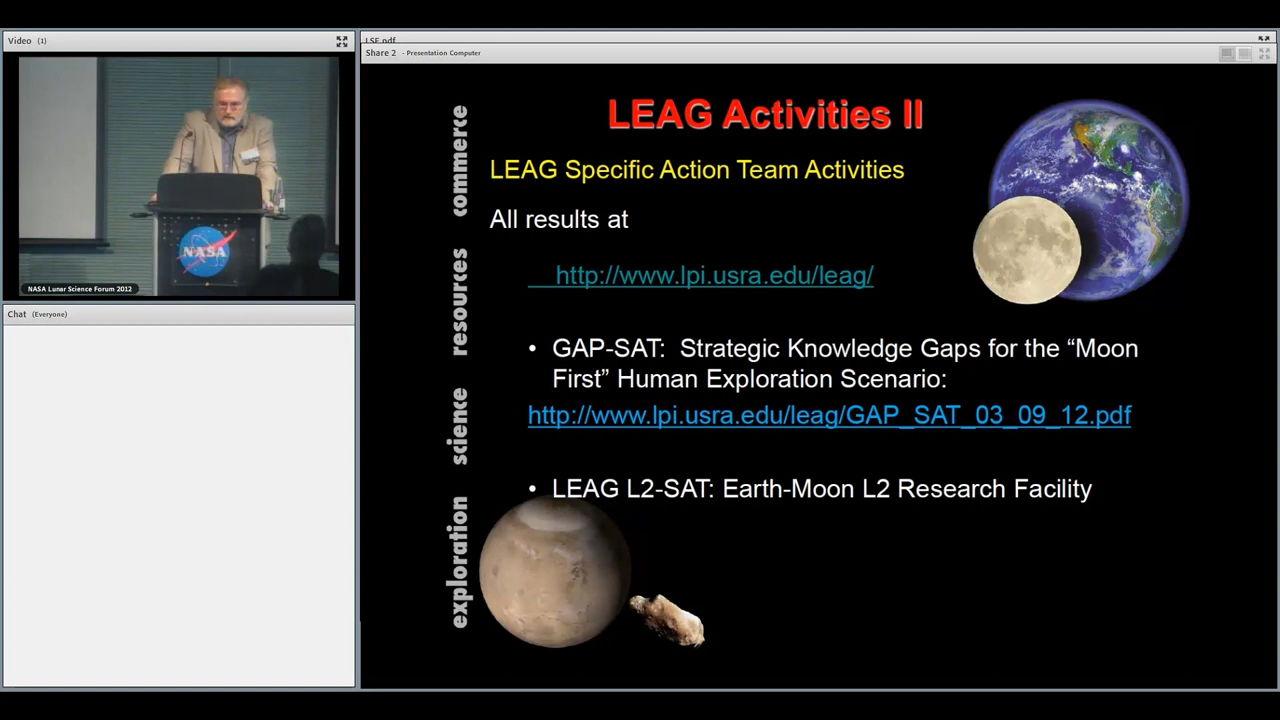 Video (1)
NASA
NASA Lunar Science Forum 2012
Chat (Everyone)
LSF.pdf
Share 2 - Presentation Computer
LEAG Activities II
LEAG Specific Action Team Activities
All results at
http://www.lpi.usra.edu/leag/
• GAP-SAT: Strategic Knowledge Gaps for the “Moon
First” Human Exploration Scenario:
http://www.lpi.usra.edu/leag/GAP_SAT_03_09_12.pdf
• LEAG L2-SAT: Earth-Moon L2 Research Facility
exploration science resources commerce